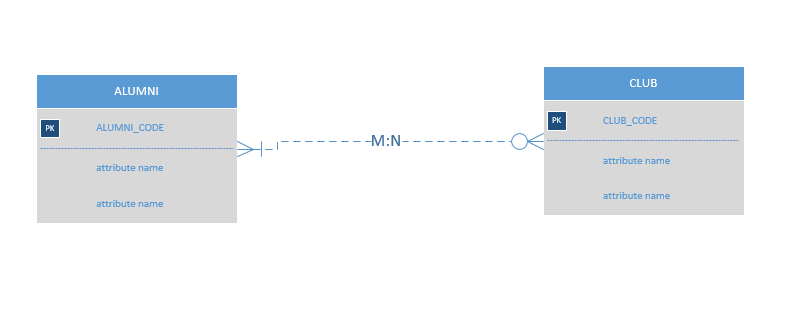 ALUMNI
PK
ALUMNI_CODE
attribute name
attribute name
M:N
CLUB
PK
CLUB_CODE
attribute name
attribute name